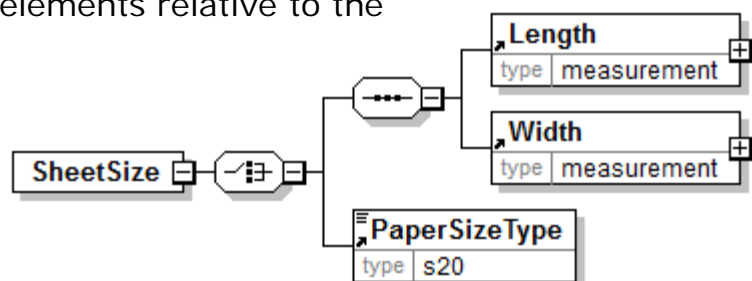 elements relative to the
Length
type measurement
Width
type measurement
SheetSize
PaperSizeType
type s20